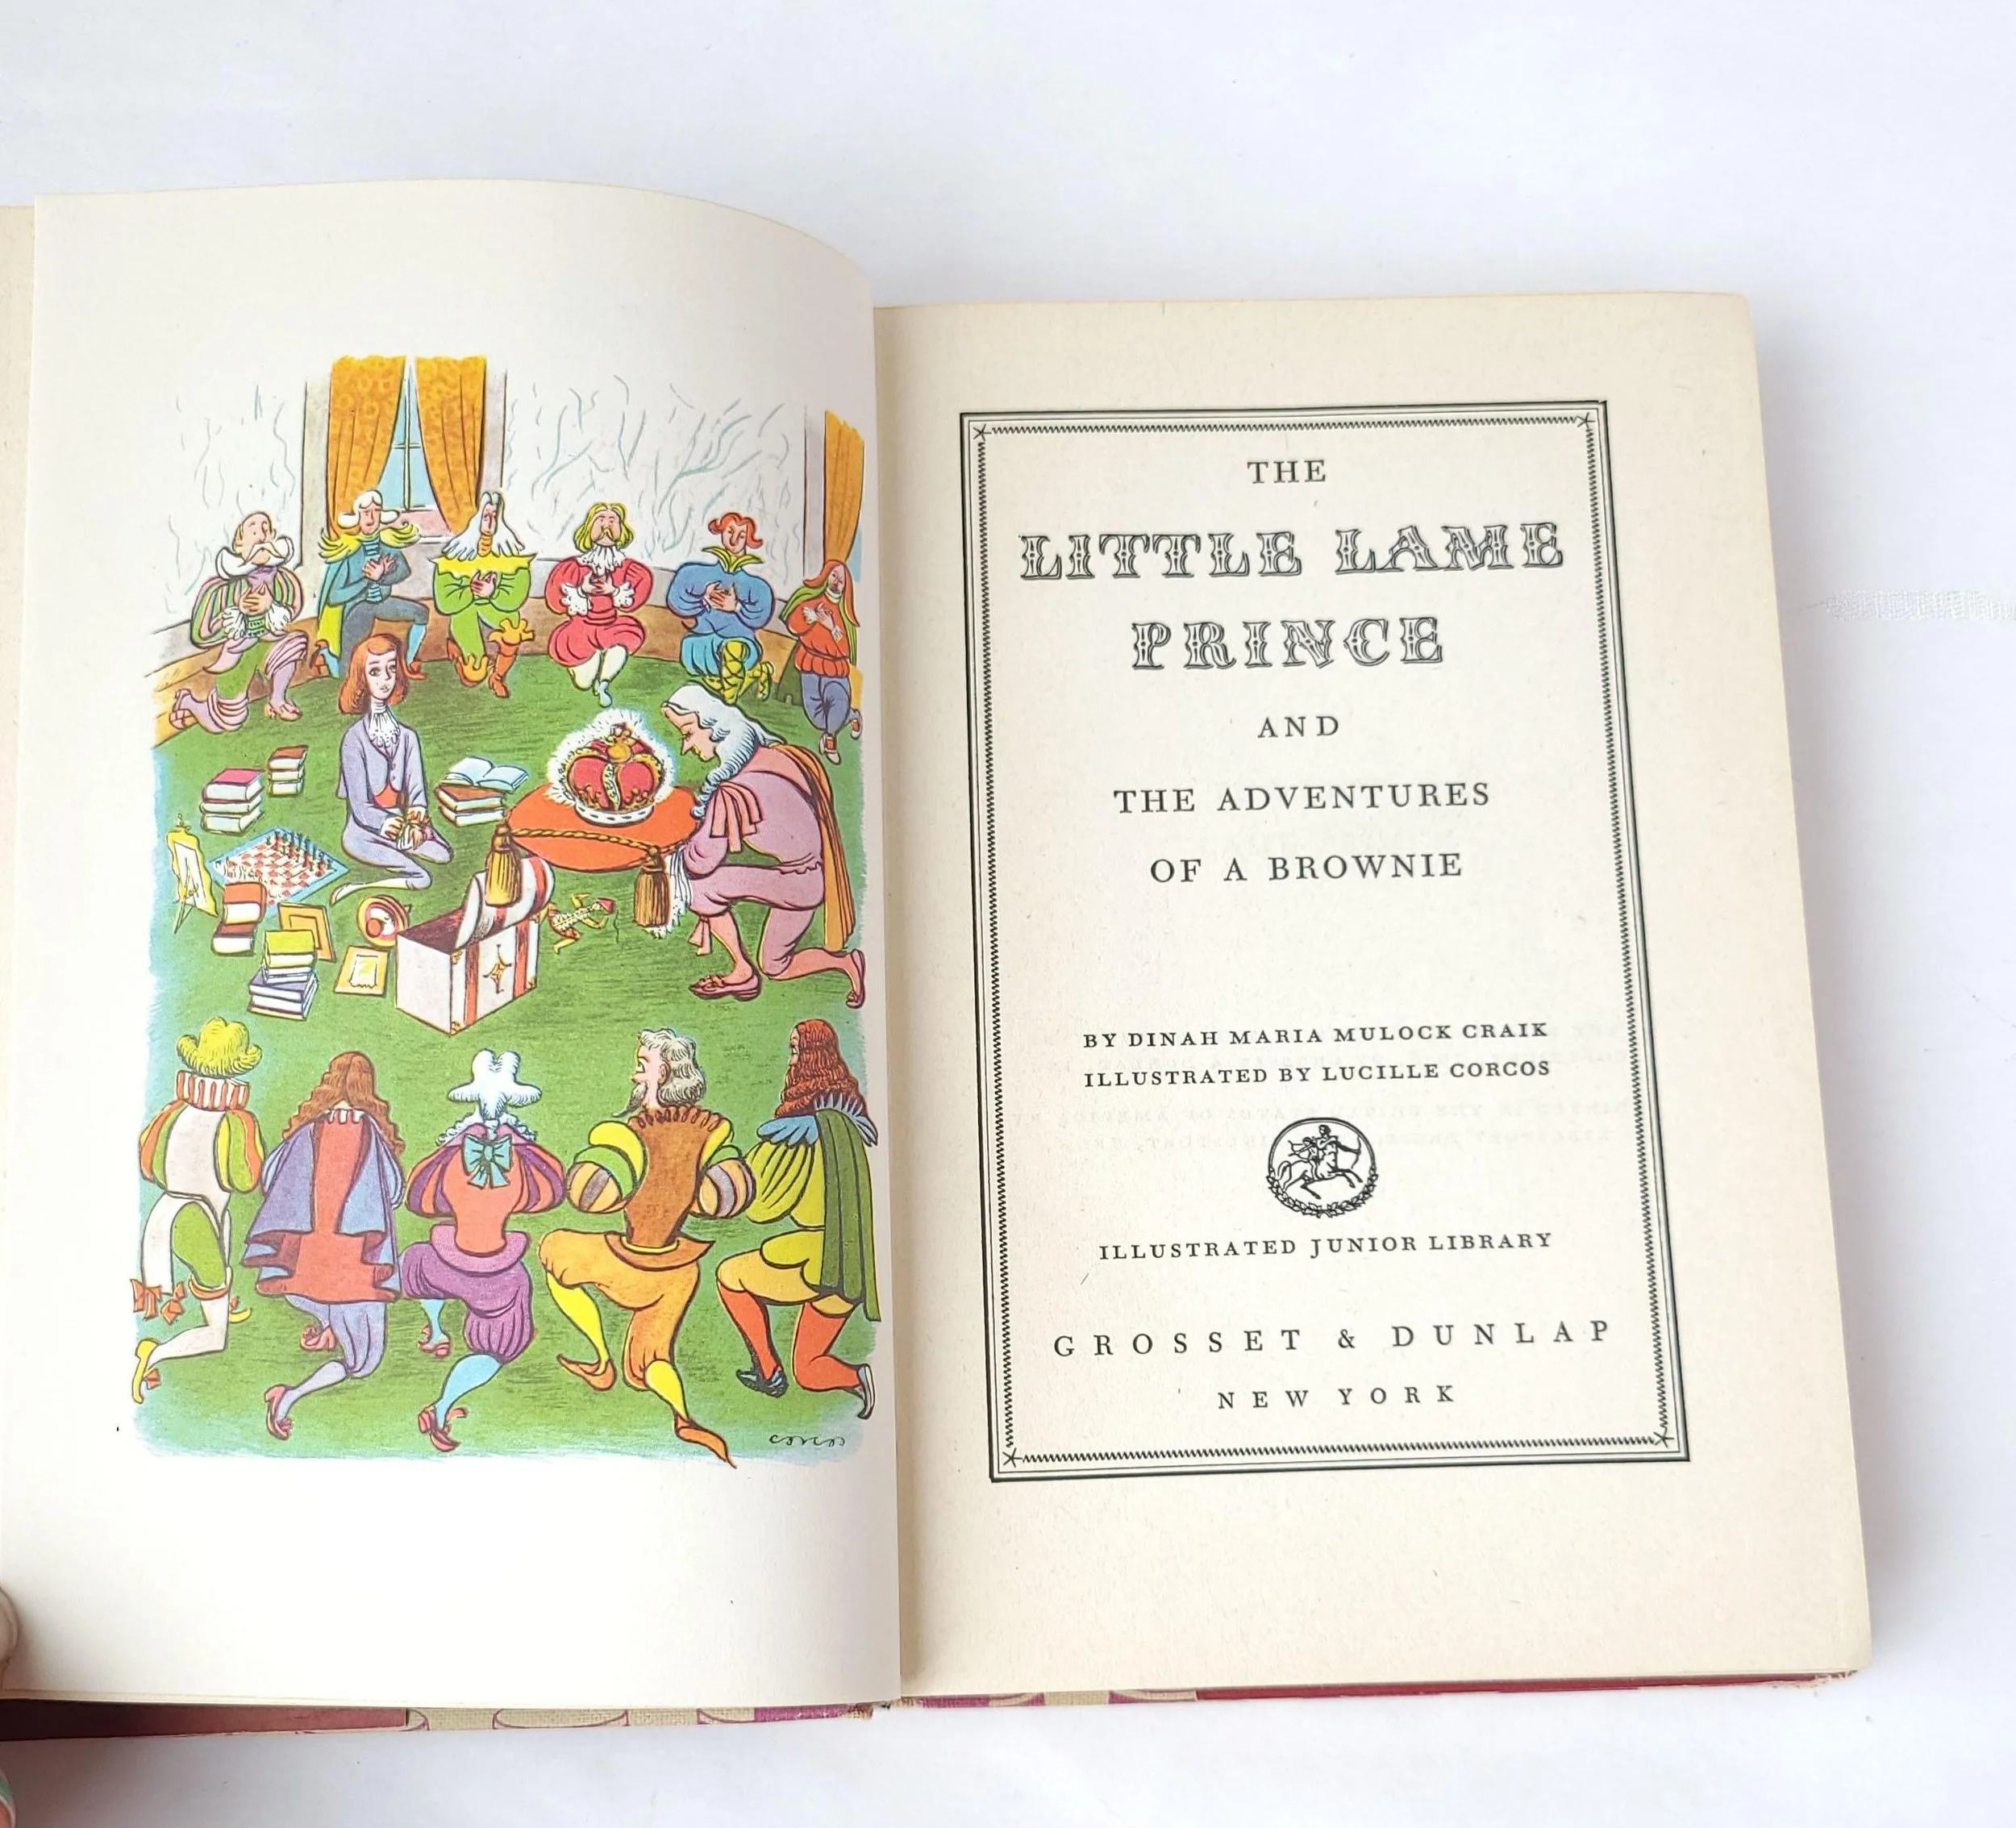 corcos
THE
LITTLE LAME
PRINCE
AND
THE ADVENTURES
OF A BROWNIE
BY DINAH MARIA MULOCK CRAIK
ILLUSTRATED BY LUCILLE CORCOS
ILLUSTRATED JUNIOR LIBRARY
GROSSET & DUNLAP
NEW YORK